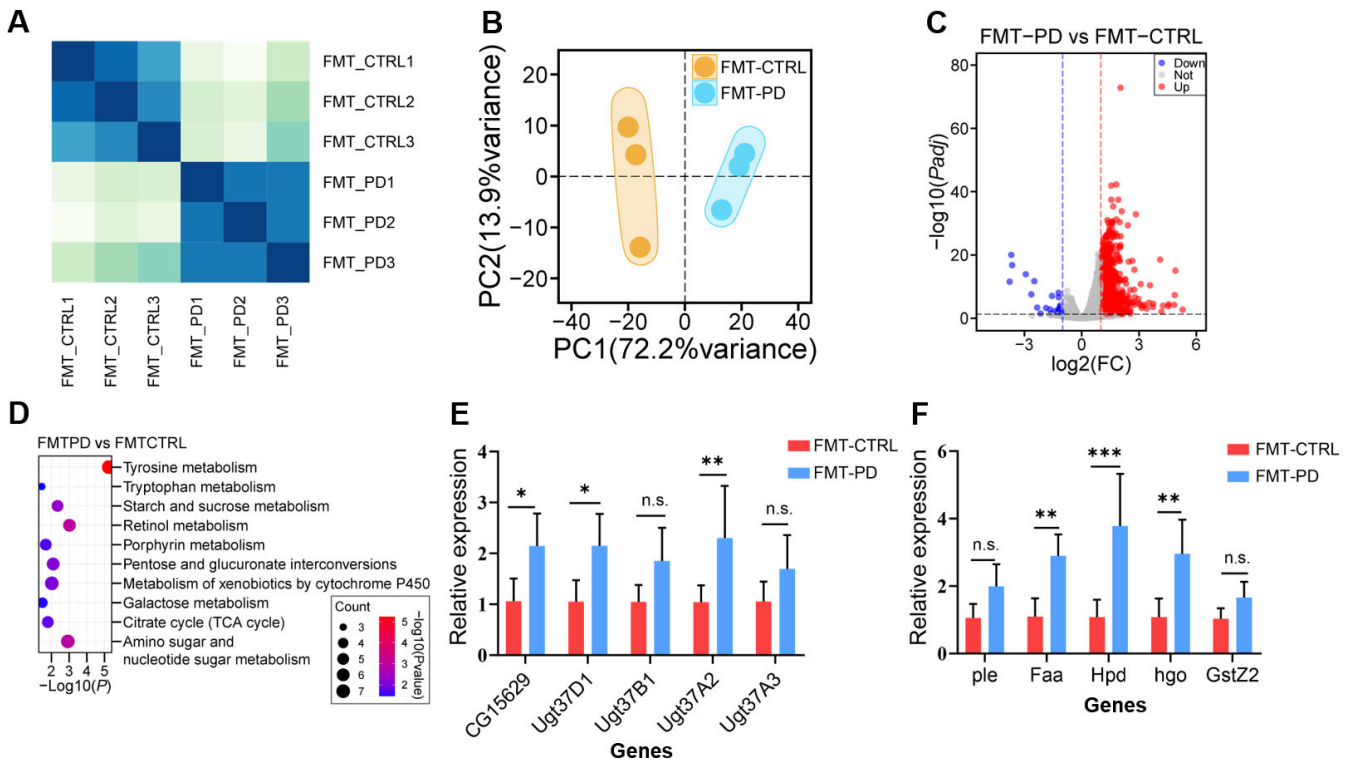 A
FMT_CTRL1
FMT_CTRL2
FMT_CTRL3
FMT_PD1
FMT_PD2
FMT_PD3
FMT_CTRL1
FMT_CTRL2
FMT_CTRL3
FMT_PD1
FMT_PD2
FMT_PD3
B
FMT-CTRL
FMT-PD
PC2(13.9%variance)
20
10
0
−10
−20
−40
−20
0
20
40
PC1(72.2%variance)
C
FMT−PD vs FMT−CTRL
Down
Not
Up
−log10(Padj)
80
60
40
20
0
−3
0
3
6
log2(FC)
D
FMTPD vs FMTCTRL
Tyrosine metabolism
Tryptophan metabolism
Starch and sucrose metabolism
Retinol metabolism
Porphyrin metabolism
Pentose and glucuronate interconversions
Metabolism of xenobiotics by cytochrome P450
Galactose metabolism
Citrate cycle (TCA cycle)
Amino sugar and
nucleotide sugar metabolism
2 3 4 5
−Log10(P)
Count
3
4
5
6
7
5
4
3
2
−log10(Pvalue)
E
FMT-CTRL
FMT-PD
Relative expression
4
3
2
1
0
*
*
n.s.
**
n.s.
CG15629
Ugt37D1
Ugt37B1
Ugt37A2
Ugt37A3
Genes
F
FMT-CTRL
FMT-PD
Relative expression
6
4
2
0
n.s.
**
***
**
n.s.
ple
Faa
Hpd
hgo
GstZ2
Genes